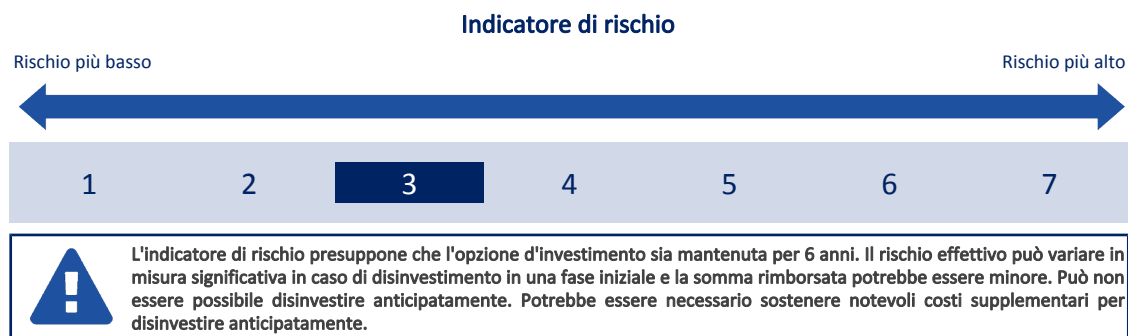 Indicatore di rischio
Rischio più basso
Rischio più alto
1 2 3 4 5 6 7
L'indicatore di rischio presuppone che l'opzione d'investimento sia mantenuta per 6 anni. Il rischio effettivo può variare in
misura significativa in caso di disinvestimento in una fase iniziale e la somma rimborsata potrebbe essere minore. Può non
essere possibile disinvestire anticipatamente. Potrebbe essere necessario sostenere notevoli costi supplementari per
disinvestire anticipatamente.